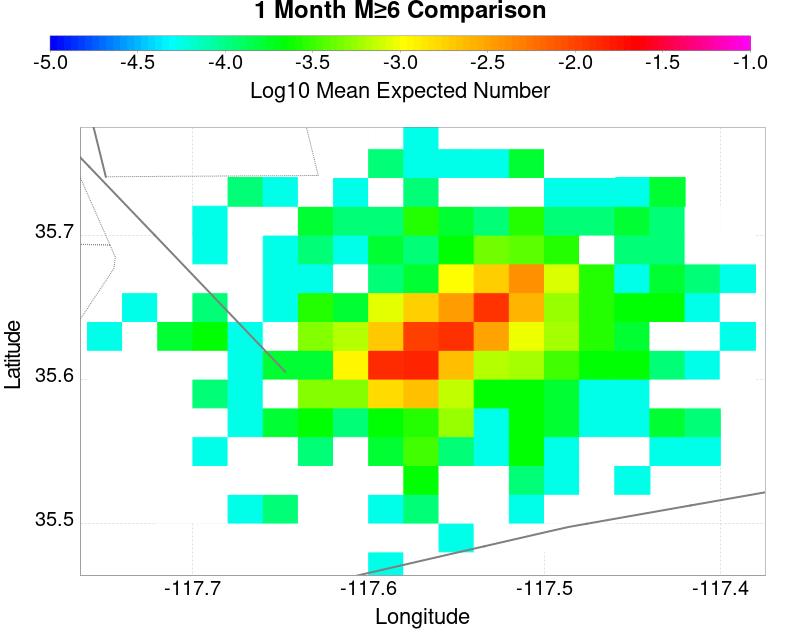 1 Month M≥6 Comparison
-5.0 -4.5 -4.0 -3.5 -3.0 -2.5 -2.0 -1.5 -1.0
Log10 Mean Expected Number
35.7
35.6
35.5
Latitude
-117.7 -117.6 -117.5 -117.4
Longitude